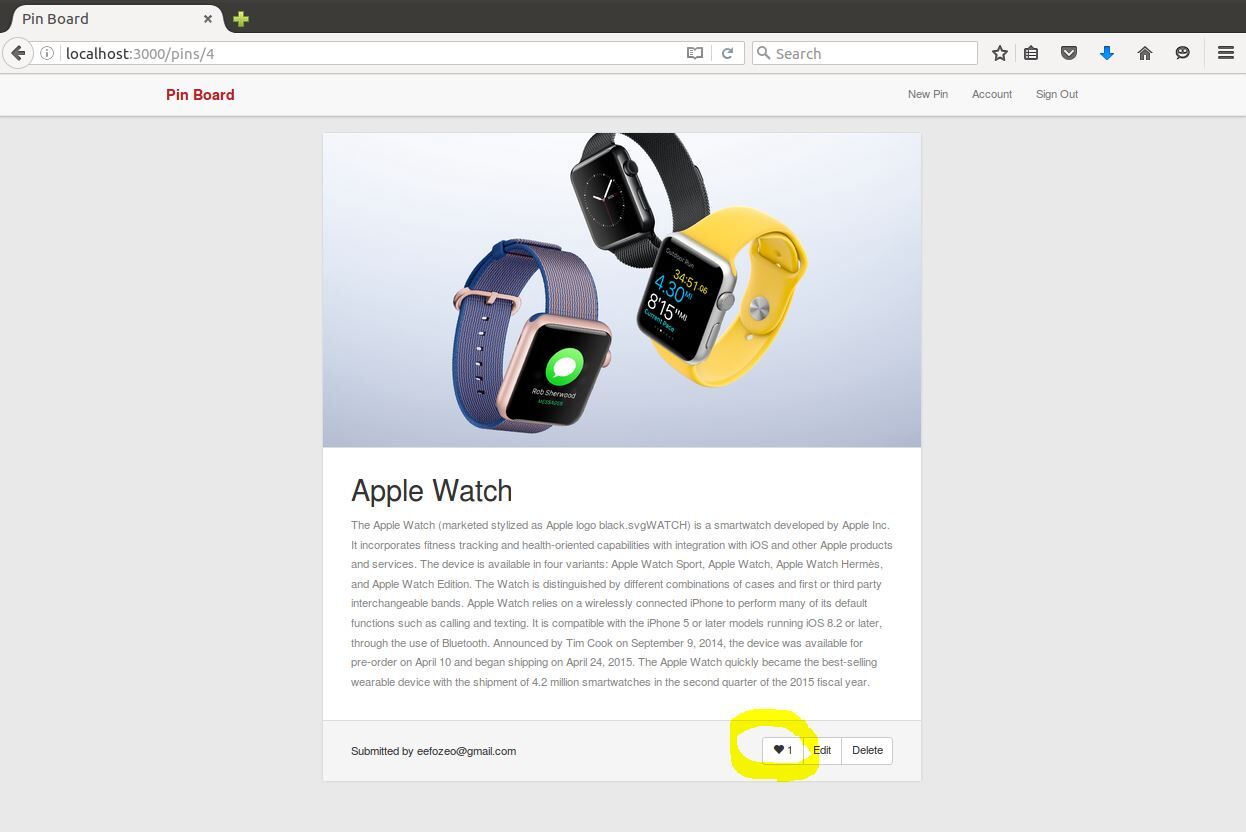 Pin Board
localhost:3000/pins/4
Search
Pin Board
New Pin Account Sign Out
Outdoor Run
34:51.06
4.30MI
8'15"/MI
Current Pace
Rob Sherwood
MESSAGES
Apple Watch
The Apple Watch (marketed stylized as Apple logo black.svgWATCH) is a smartwatch developed by Apple Inc.
It incorporates fitness tracking and health-oriented capabilities with integration with iOS and other Apple products
and services. The device is available in four variants: Apple Watch Sport, Apple Watch, Apple Watch Hermès,
and Apple Watch Edition. The Watch is distinguished by different combinations of cases and first or third party
interchangeable bands. Apple Watch relies on a wirelessly connected iPhone to perform many of its default
functions such as calling and texting. It is compatible with the iPhone 5 or later models running iOS 8.2 or later,
through the use of Bluetooth. Announced by Tim Cook on September 9, 2014, the device was available for
pre-order on April 10 and began shipping on April 24, 2015. The Apple Watch quickly became the best-selling
wearable device with the shipment of 4.2 million smartwatches in the second quarter of the 2015 fiscal year.
Submitted by eefozeo@gmail.com
1 Edit Delete